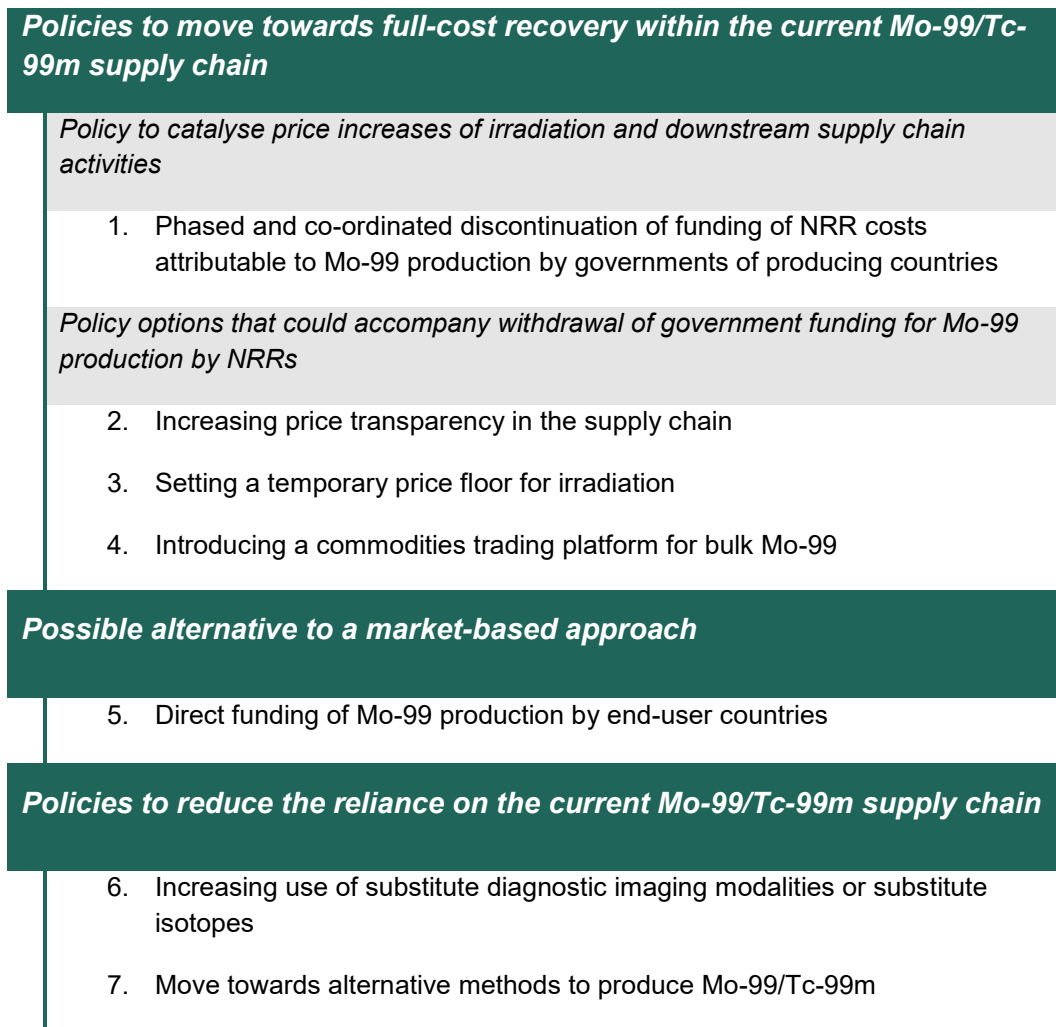 Policies to move towards full-cost recovery within the current Mo-99/Tc-
99m supply chain
Policy to catalyse price increases of irradiation and downstream supply chain
activities
1. Phased and co-ordinated discontinuation of funding of NRR costs
attributable to Mo-99 production by governments of producing countries
Policy options that could accompany withdrawal of government funding for Mo-99
production by NRRs
2. Increasing price transparency in the supply chain
3. Setting a temporary price floor for irradiation
4. Introducing a commodities trading platform for bulk Mo-99
Possible alternative to a market-based approach
5. Direct funding of Mo-99 production by end-user countries
Policies to reduce the reliance on the current Mo-99/Tc-99m supply chain
6. Increasing use of substitute diagnostic imaging modalities or substitute
isotopes
7. Move towards alternative methods to produce Mo-99/Tc-99m